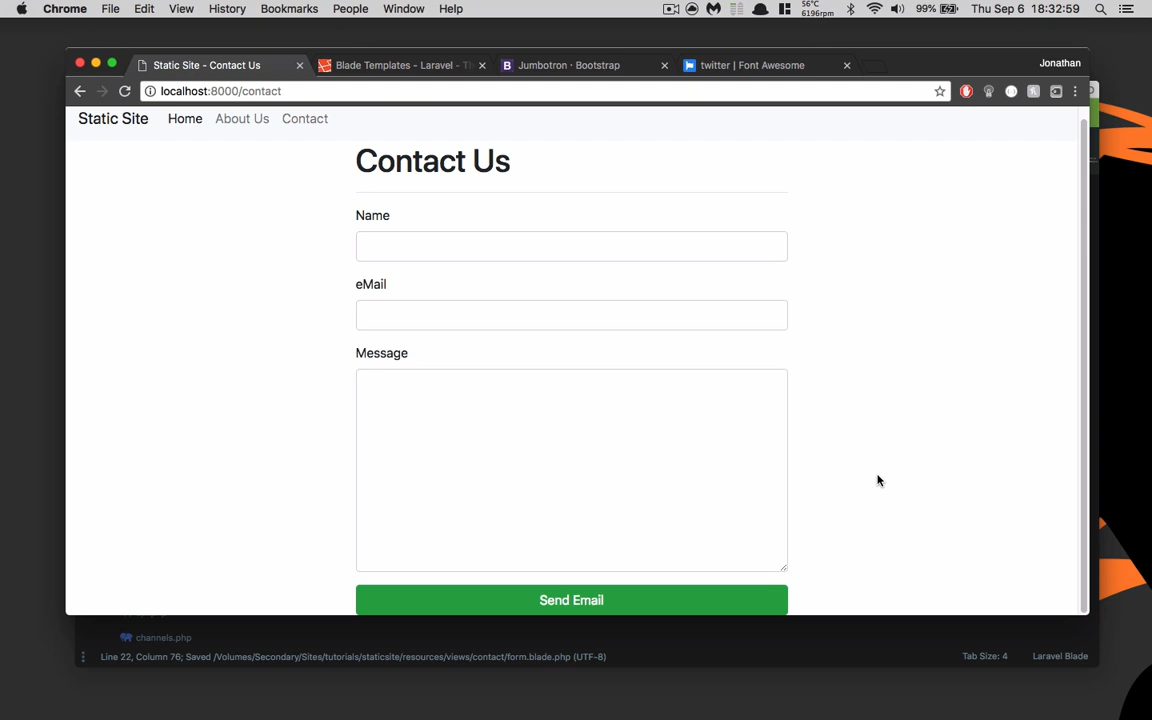 Chrome File Edit View History Bookmarks People Window Help 56°C 6196rpm 99% Thu Sep 6 18:32:59
Static Site - Contact Us Blade Templates - Laravel - Th Jumbotron · Bootstrap twitter | Font Awesome Jonathan
localhost:8000/contact
Static Site Home About Us Contact
Contact Us
Name
eMail
Message
Send Email
channels.php
Line 22, Column 76; Saved /Volumes/Secondary/Sites/tutorials/staticsite/resources/views/contact/form.blade.php (UTF-8) Tab Size: 4 Laravel Blade